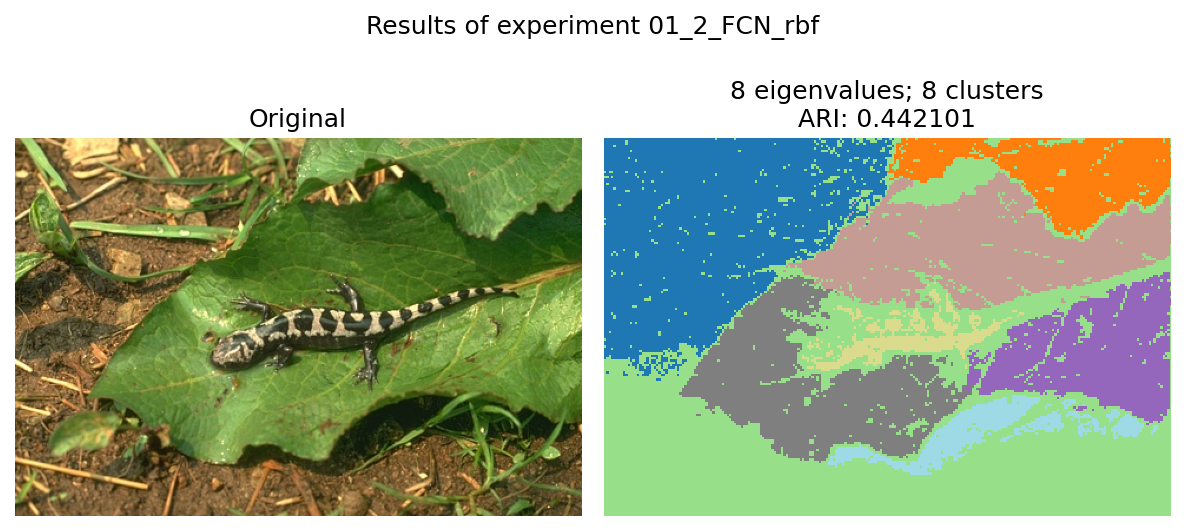 Results of experiment 01_2_FCN_rbf
Original
8 eigenvalues; 8 clusters
ARI: 0.442101